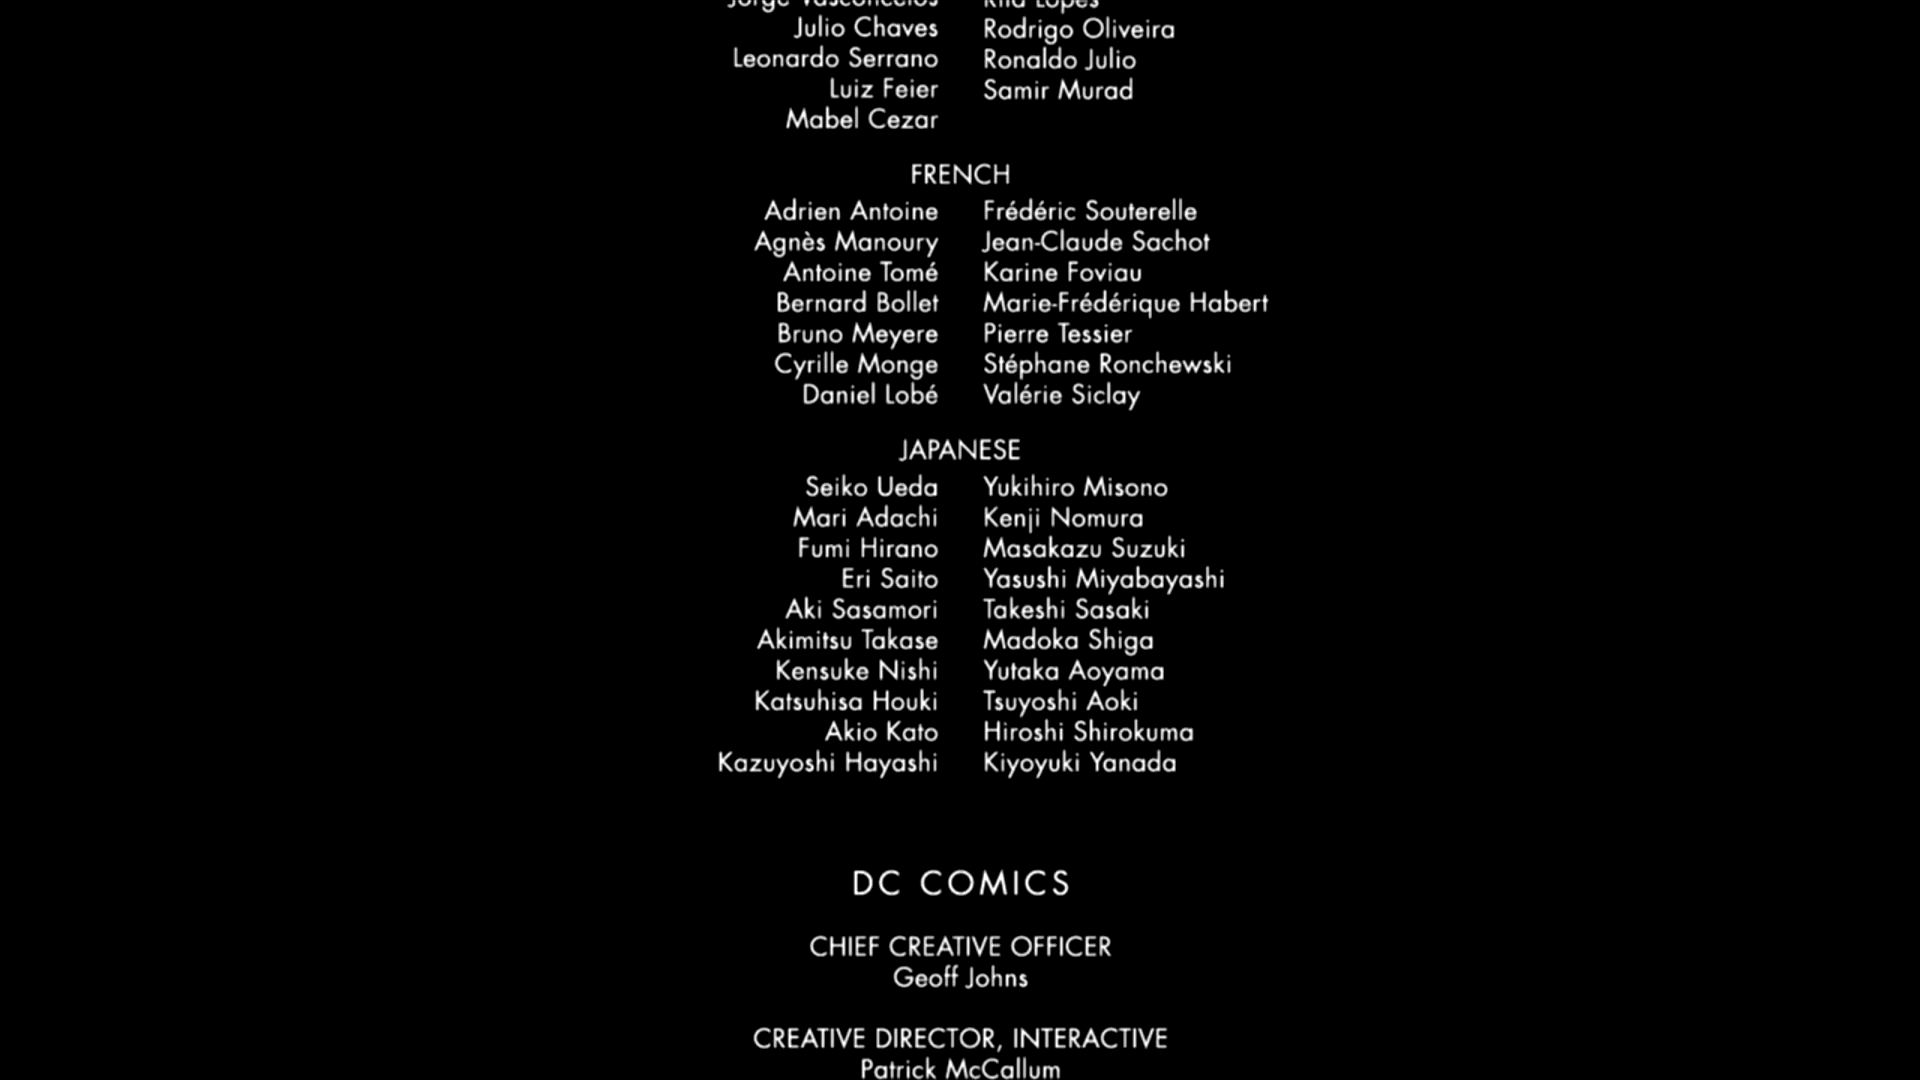 Jorge Vasconcelos Rita Lopes
Julio Chaves Rodrigo Oliveira
Leonardo Serrano Ronaldo Julio
Luiz Feier Samir Murad
Mabel Cezar
FRENCH
Adrien Antoine Frédéric Souterelle
Agnès Manoury Jean-Claude Sachot
Antoine Tomé Karine Foviau
Bernard Bollet Marie-Frédérique Habert
Bruno Meyere Pierre Tessier
Cyrille Monge Stéphane Ronchewski
Daniel Lobé Valérie Siclay
JAPANESE
Seiko Ueda Yukihiro Misono
Mari Adachi Kenji Nomura
Fumi Hirano Masakazu Suzuki
Eri Saito Yasushi Miyabayashi
Aki Sasamori Takeshi Sasaki
Akimitsu Takase Madoka Shiga
Kensuke Nishi Yutaka Aoyama
Katsuhisa Houki Tsuyoshi Aoki
Akio Kato Hiroshi Shirokuma
Kazuyoshi Hayashi Kiyoyuki Yanada
DC COMICS
CHIEF CREATIVE OFFICER
Geoff Johns
CREATIVE DIRECTOR, INTERACTIVE
Patrick McCallum